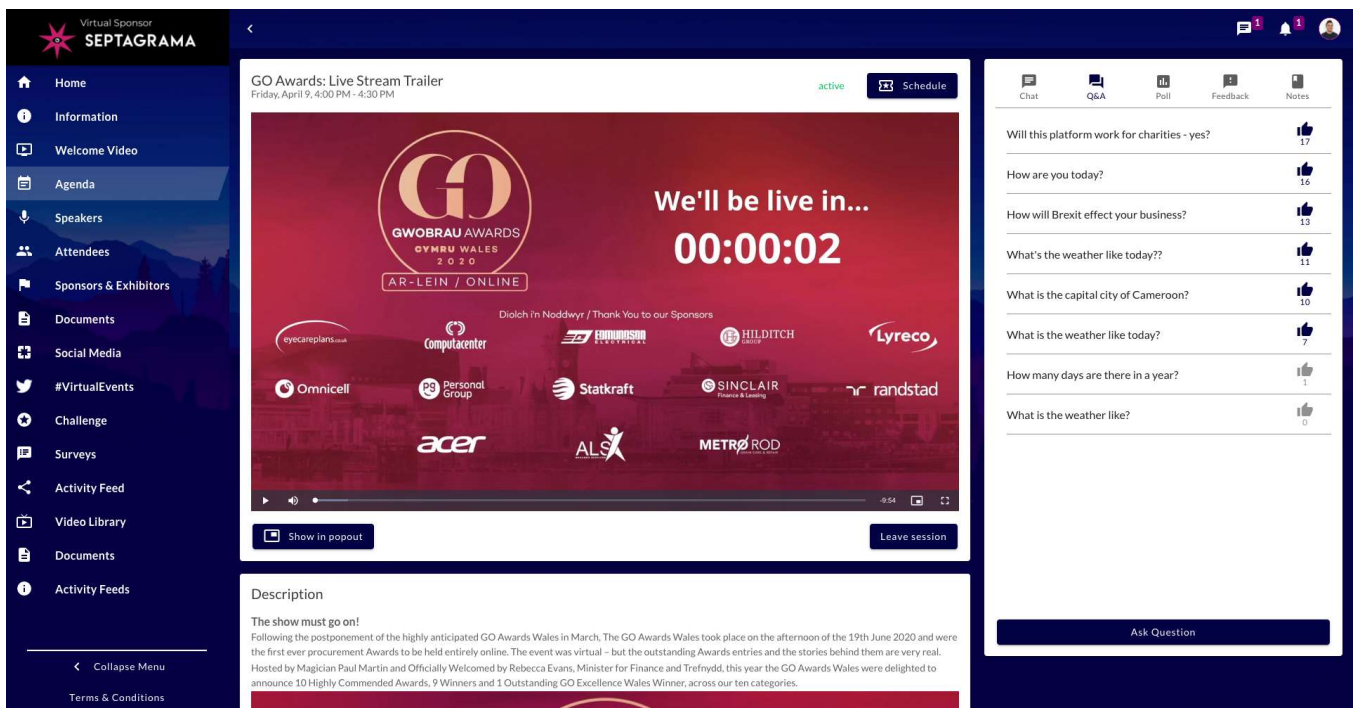 Virtual Sponsor
SEPTAGRAMA
1
1
Home
Information
Welcome Video
Agenda
Speakers
Attendees
Sponsors & Exhibitors
Documents
Social Media
#VirtualEvents
Challenge
Surveys
Activity Feed
Video Library
Documents
Activity Feeds
Collapse Menu
Terms & Conditions
GO Awards: Live Stream Trailer
Friday, April 9, 4:00 PM - 4:30 PM
active
Schedule
GO
GWOBRAU AWARDS
CYMRU WALES
2020
AR-LEIN / ONLINE
We'll be live in...
00:00:02
Diolch i'n Noddwyr / Thank You to our Sponsors
eyecareplans.co.uk
Computacenter
EDMUNDSON
ELECTRICAL
HILDITCH
GROUP
Lyreco
Omnicell
P9 Personal
Group
Statkraft
SINCLAIR
Finance & Leasing
randstad
acer
ALS
METRO ROD
-9:54
Show in popout
Leave session
Description
The show must go on!
Following the postponement of the highly anticipated GO Awards Wales in March, The GO Awards Wales took place on the afternoon of the 19th June 2020 and were
the first ever procurement Awards to be held entirely online. The event was virtual – but the outstanding Awards entries and the stories behind them are very real.
Hosted by Magician Paul Martin and Officially Welcomed by Rebecca Evans, Minister for Finance and Trefnydd, this year the GO Awards Wales were delighted to
announce 10 Highly Commended Awards, 9 Winners and 1 Outstanding GO Excellence Wales Winner, across our ten categories.
Chat
Q&A
Poll
Feedback
Notes
Will this platform work for charities - yes?
17
How are you today?
16
How will Brexit effect your business?
13
What's the weather like today??
11
What is the capital city of Cameroon?
10
What is the weather like today?
7
How many days are there in a year?
1
What is the weather like?
0
Ask Question